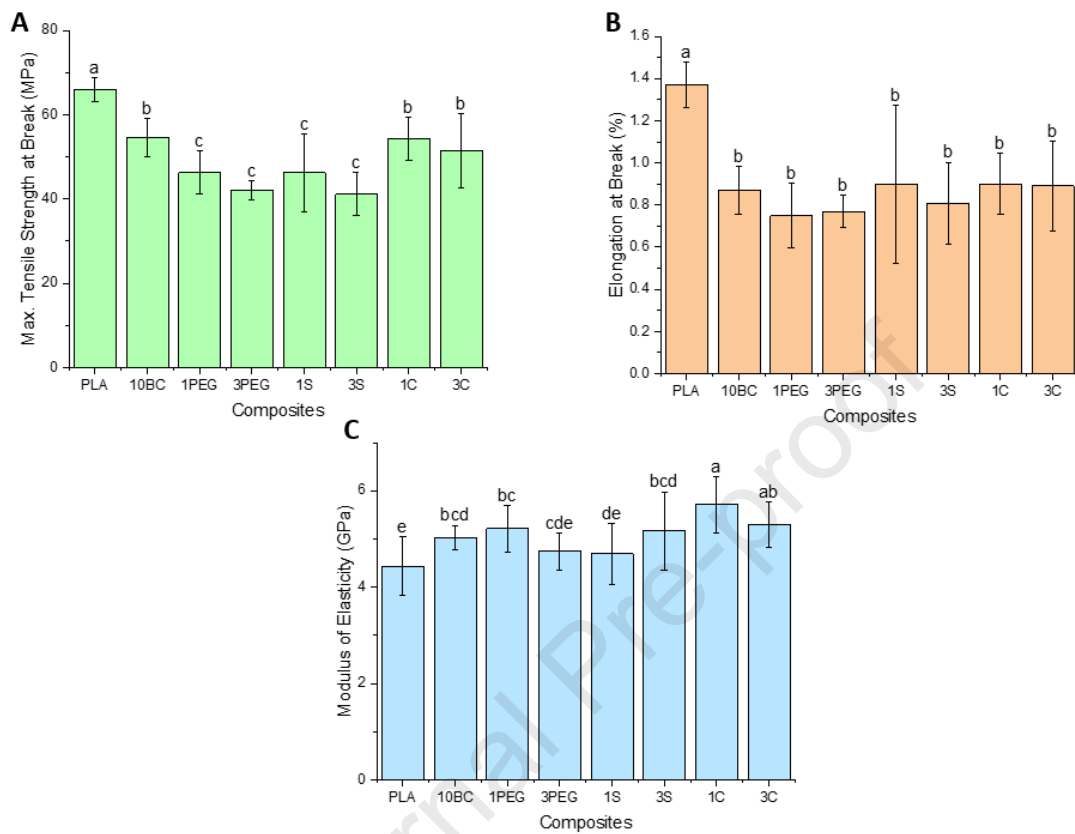 A
Max. Tensile Strength at Break (MPa)
80
60
40
20
0
a
b
c
c
c
c
b
b
PLA 10BC 1PEG 3PEG 1S 3S 1C 3C
Composites
B
Elongation at Break (%)
1.6
1.4
1.2
1.0
0.8
0.6
0.4
0.2
0.0
a
b
b
b
b
b
b
b
PLA 10BC 1PEG 3PEG 1S 3S 1C 3C
Composites
C
Modulus of Elasticity (GPa)
6
4
2
0
e
bcd
bc
cde
de
bcd
a
ab
PLA 10BC 1PEG 3PEG 1S 3S 1C 3C
Composites
rnal Pre-proof